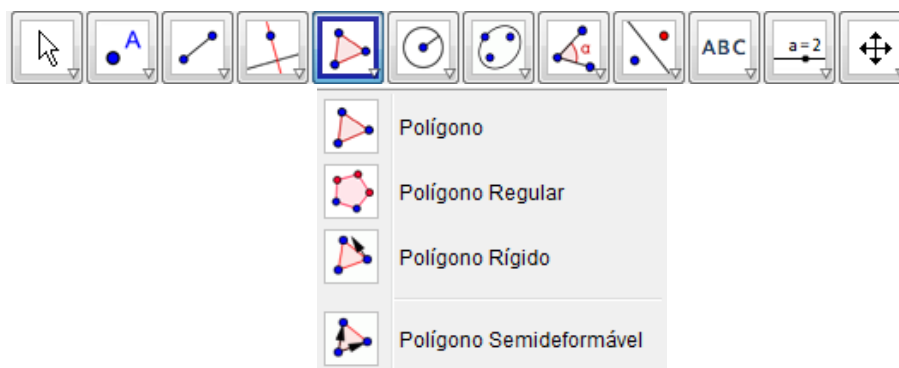 A α ABC a=2
Polígono
Polígono Regular
Polígono Rígido
Polígono Semideformável